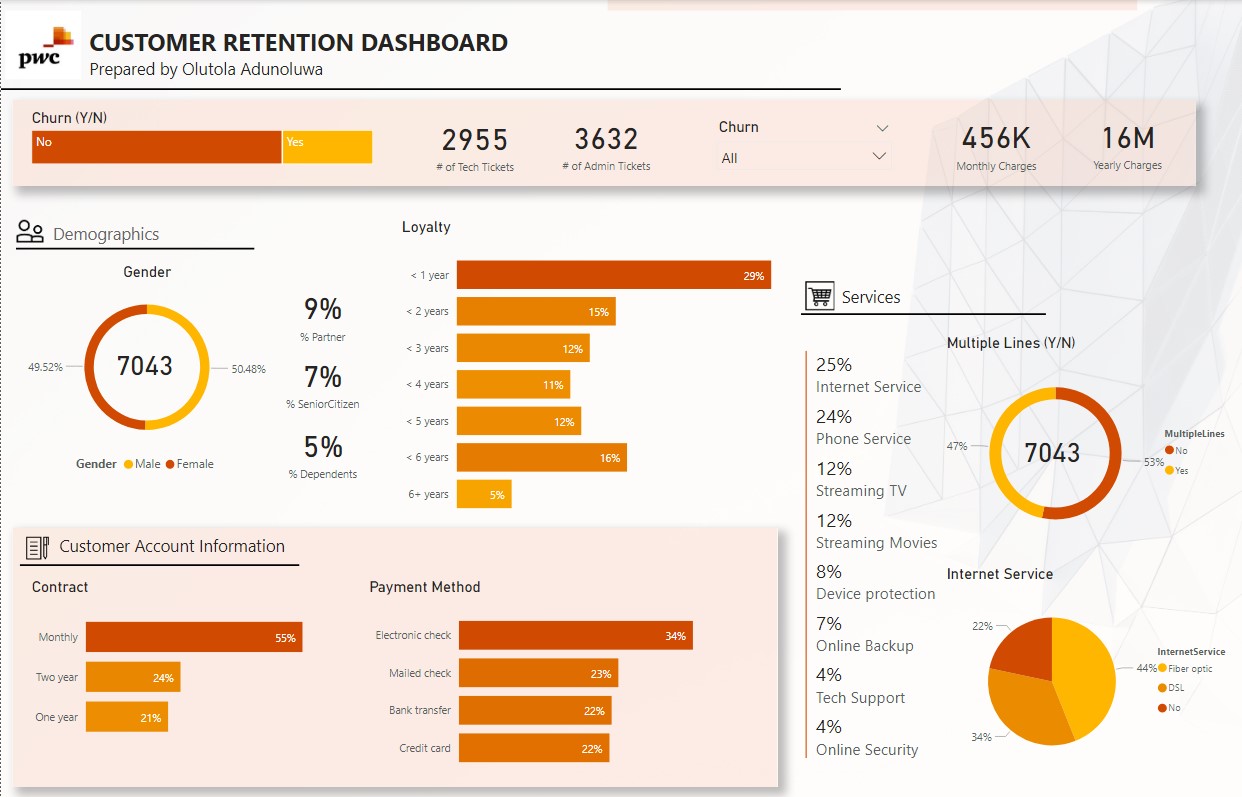 pwc
CUSTOMER RETENTION DASHBOARD
Prepared by Olutola Adunoluwa
Churn (Y/N)
No
Yes
2955
# of Tech Tickets
3632
# of Admin Tickets
Churn
All
456K
Monthly Charges
16M
Yearly Charges
Demographics
Gender
49.52%
7043
50.48%
Gender Male Female
9%
% Partner
7%
% SeniorCitizen
5%
% Dependents
Loyalty
< 1 year 29%
< 2 years 15%
< 3 years 12%
< 4 years 11%
< 5 years 12%
< 6 years 16%
6+ years 5%
Customer Account Information
Contract
Monthly 55%
Two year 24%
One year 21%
Payment Method
Electronic check 34%
Mailed check 23%
Bank transfer 22%
Credit card 22%
Services
25%
Internet Service
24%
Phone Service
12%
Streaming TV
12%
Streaming Movies
8%
Device protection
7%
Online Backup
4%
Tech Support
4%
Online Security
Multiple Lines (Y/N)
47%
7043
53%
MultipleLines
No
Yes
Internet Service
22%
44%
34%
InternetService
Fiber optic
DSL
No